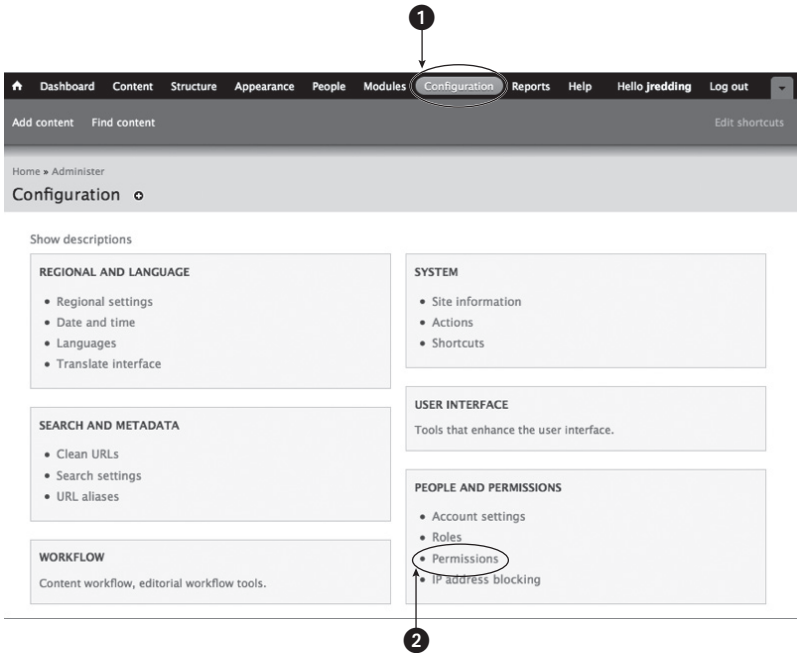 1
Dashboard Content Structure Appearance People Modules Configuration Reports Help Hello jredding Log out
Add content Find content Edit shortcuts
Home » Administer
Configuration
Show descriptions
REGIONAL AND LANGUAGE
• Regional settings
• Date and time
• Languages
• Translate interface
SEARCH AND METADATA
• Clean URLs
• Search settings
• URL aliases
WORKFLOW
Content workflow, editorial workflow tools.
SYSTEM
• Site information
• Actions
• Shortcuts
USER INTERFACE
Tools that enhance the user interface.
PEOPLE AND PERMISSIONS
• Account settings
• Roles
• Permissions
• IP address blocking
2